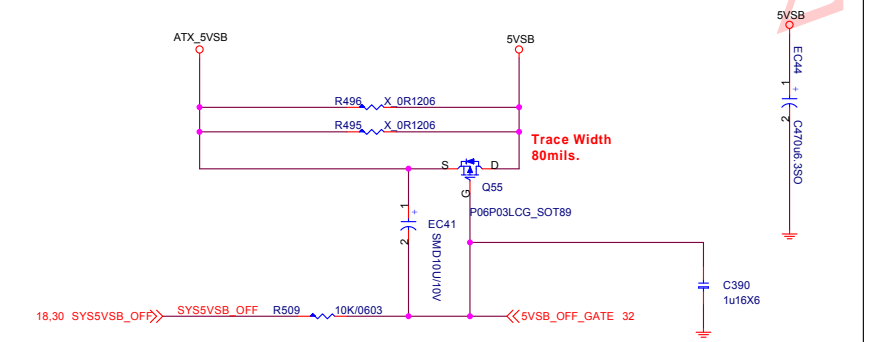 ATX_5VSB
5VSB
5VSB
EC44
1
+
2
C470u6.3SO
R496
X_0R1206
R495
X_0R1206
Trace Width
80mils.
S
D
G
Q55
P06P03LCG_SOT89
1
+
2
EC41
SMD10U/10V
C390
1u16X6
18,30 SYS5VSB_OFF
SYS5VSB_OFF
R509
10K/0603
5VSB_OFF_GATE 32